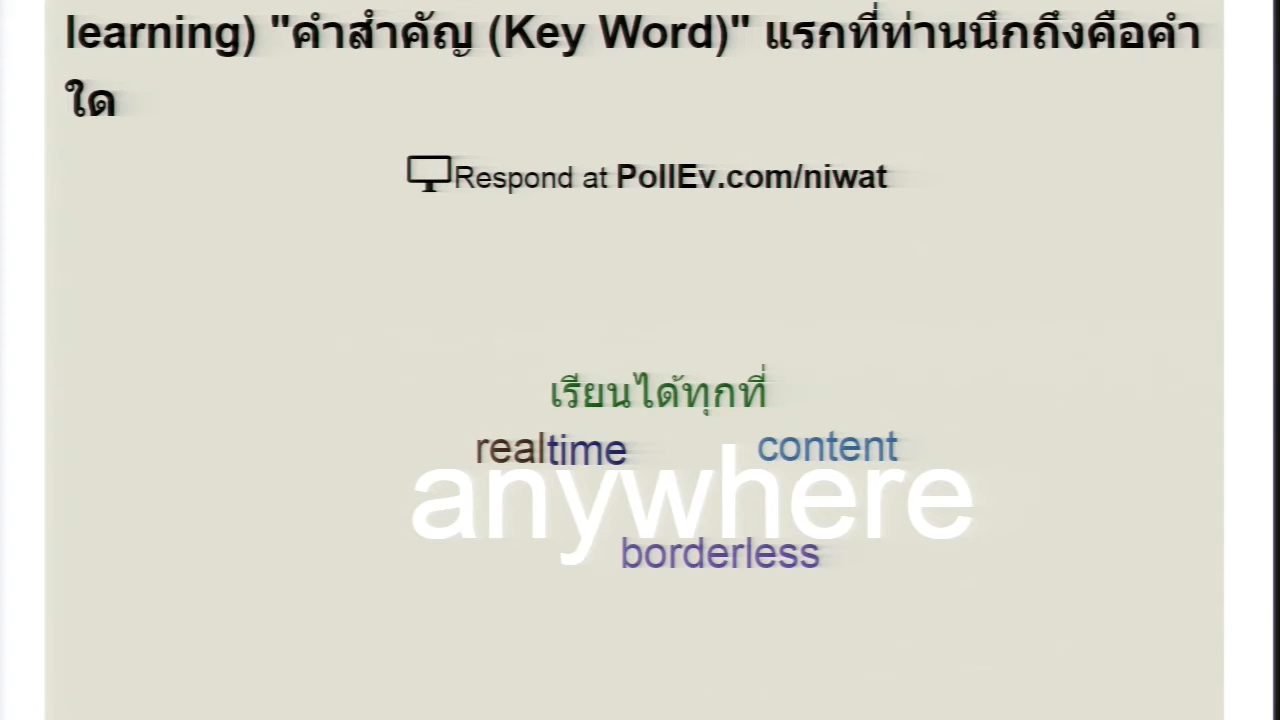 learning) "คำสำคัญ (Key Word)" แรกที่ท่านนึกถึงคือคำ
ใด
Respond at PollEv.com/niwat
เรียนได้ทุกที่
realtime content
anywhere
borderless